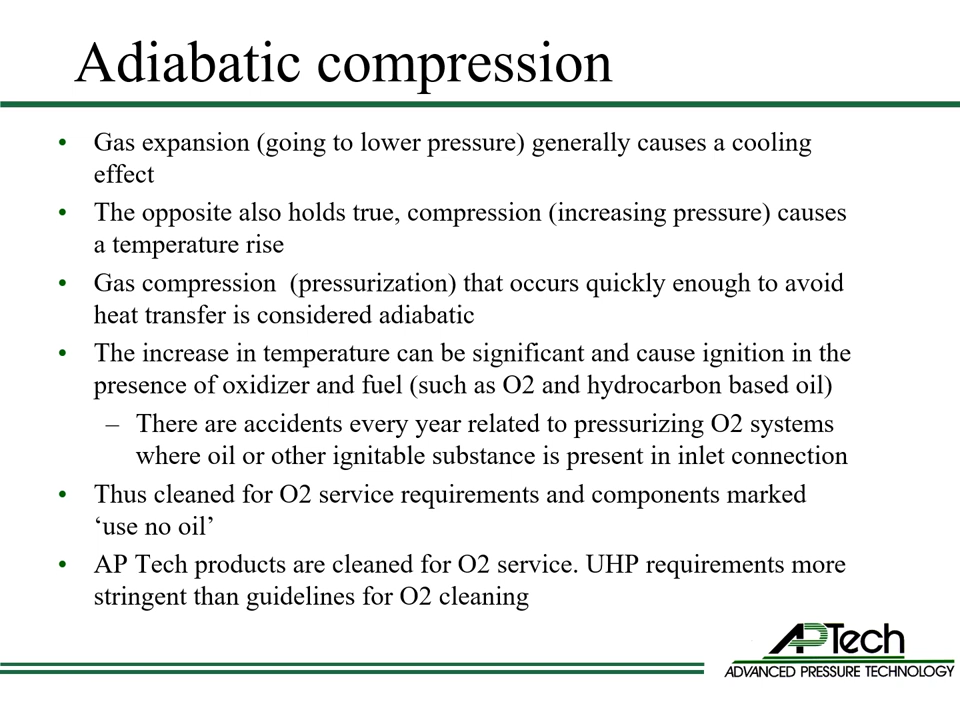 Adiabatic compression
• Gas expansion (going to lower pressure) generally causes a cooling
effect
• The opposite also holds true, compression (increasing pressure) causes
a temperature rise
• Gas compression  (pressurization) that occurs quickly enough to avoid
heat transfer is considered adiabatic
• The increase in temperature can be significant and cause ignition in the
presence of oxidizer and fuel (such as O2 and hydrocarbon based oil)
– There are accidents every year related to pressurizing O2 systems
where oil or other ignitable substance is present in inlet connection
• Thus cleaned for O2 service requirements and components marked
‘use no oil’
• AP Tech products are cleaned for O2 service. UHP requirements more
stringent than guidelines for O2 cleaning
APTech
ADVANCED PRESSURE TECHNOLOGY